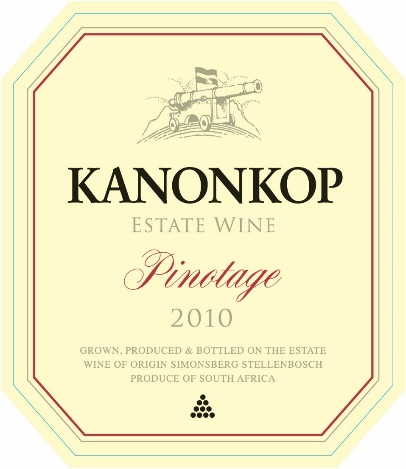 KANONKOP
ESTATE WINE
Pinotage
2010
GROWN, PRODUCED & BOTTLED ON THE ESTATE
WINE OF ORIGIN SIMONSBERG STELLENBOSCH
PRODUCE OF SOUTH AFRICA